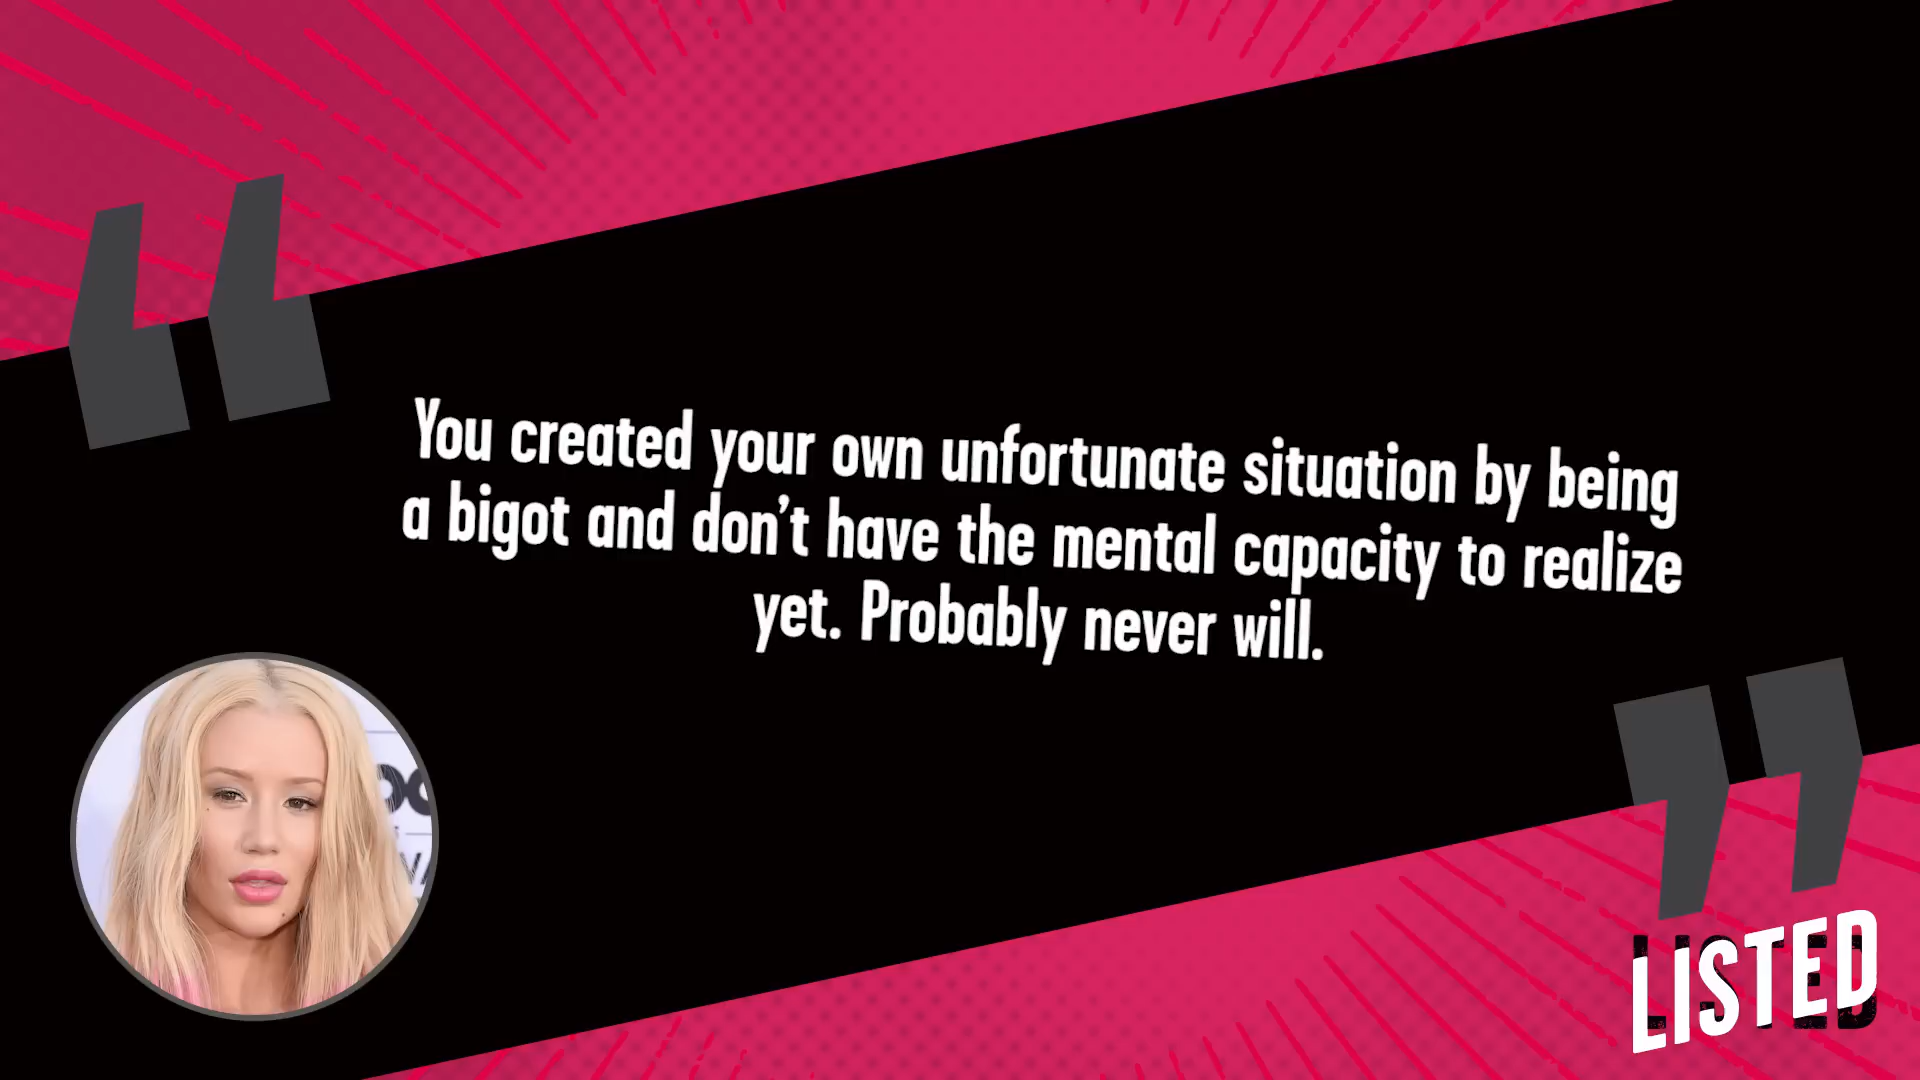 You created your own unfortunate situation by being
a bigot and don't have the mental capacity to realize
yet. Probably never will.
LISTED